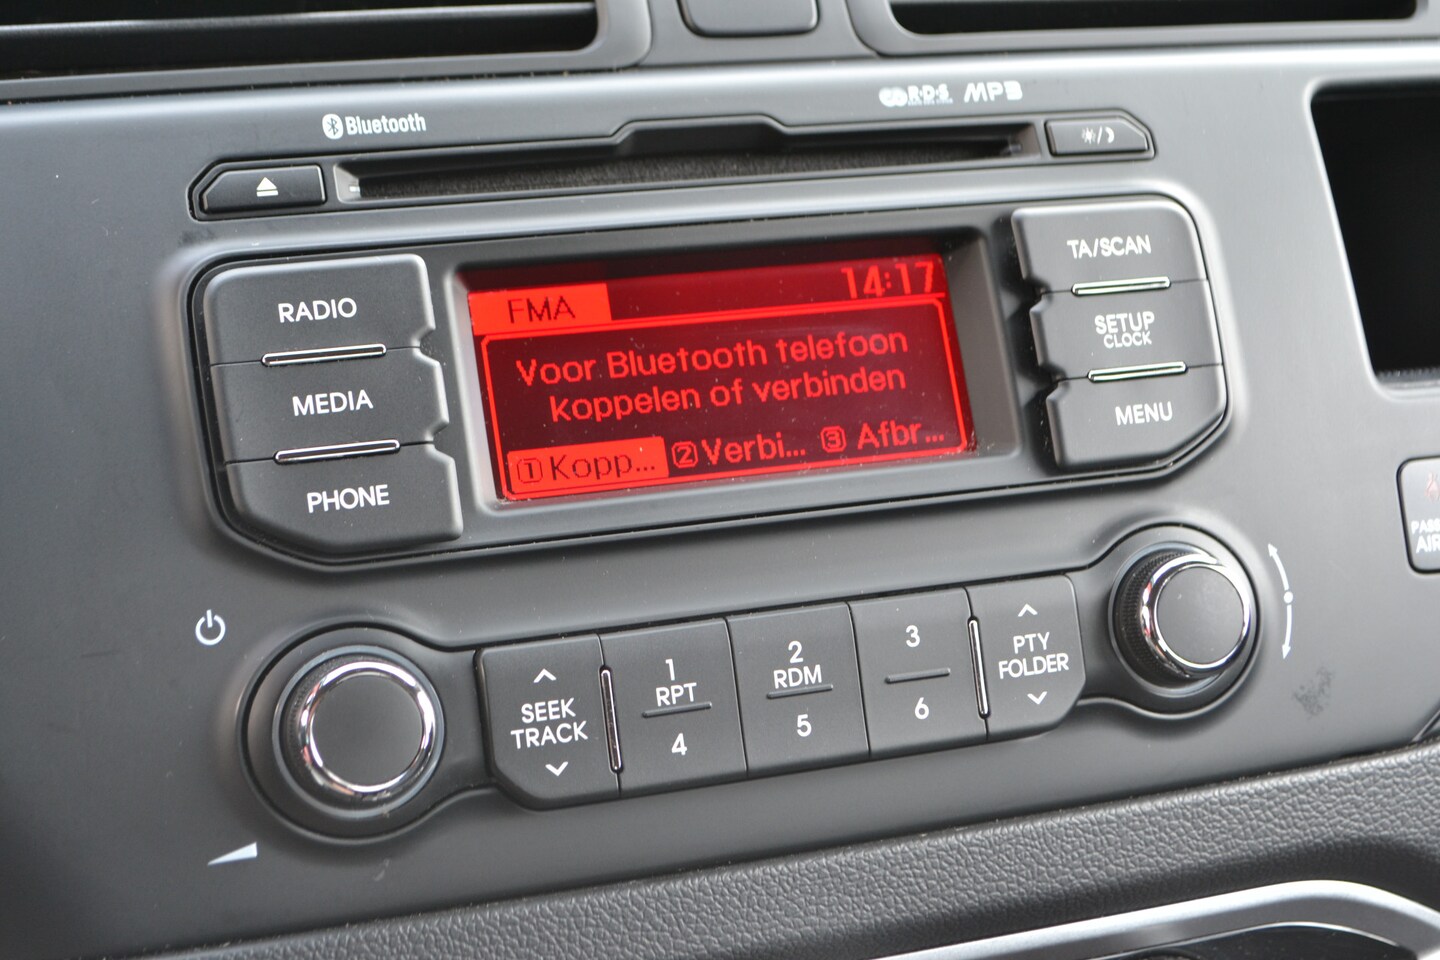 Bluetooth
R·D·S
MP3
RADIO
MEDIA
PHONE
FMA
14:17
Voor Bluetooth telefoon
koppelen of verbinden
1 Kopp... 2 Verbi... 3 Afbr...
TA/SCAN
SETUP
CLOCK
MENU
SEEK
TRACK
1
RPT
4
2
RDM
5
3
6
PTY
FOLDER